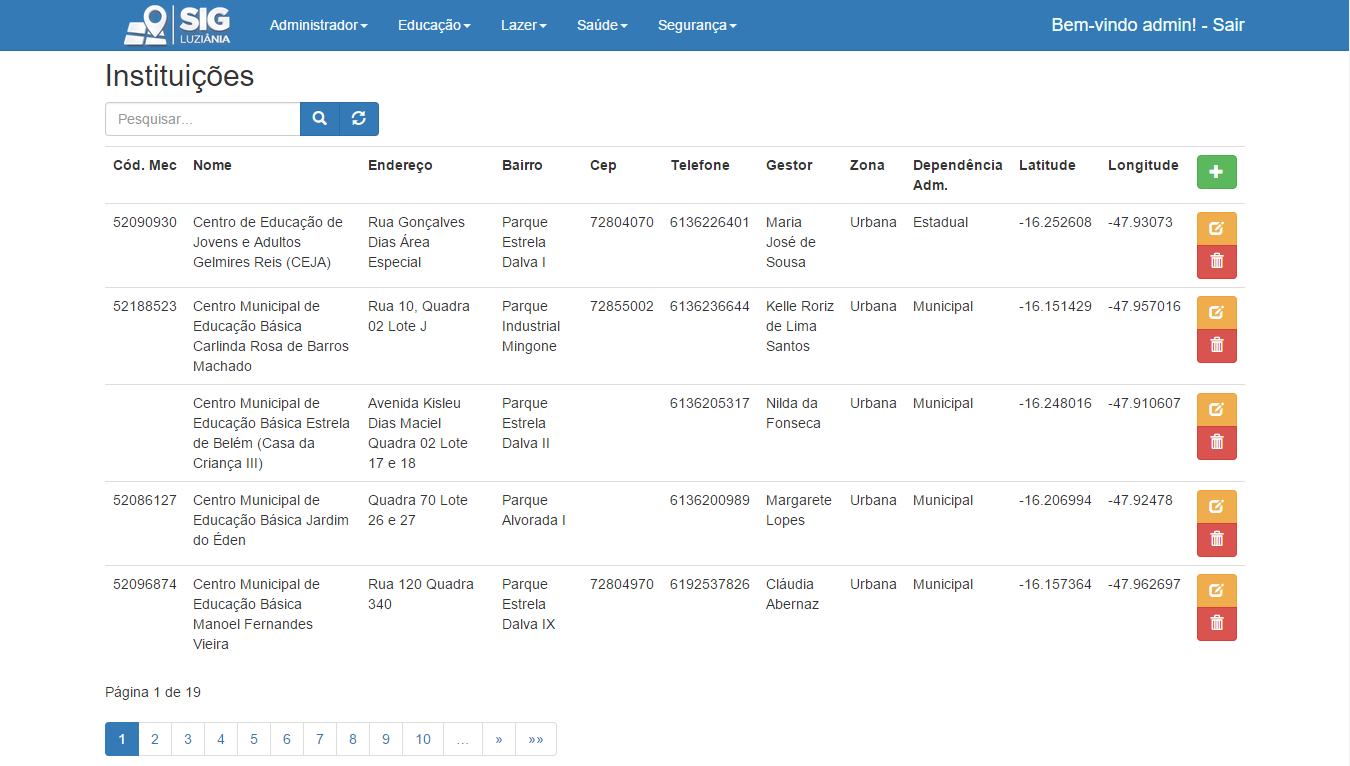 SIG
LUZIÂNIA
Administrador Educação Lazer Saúde Segurança Bem-vindo admin! - Sair
Instituições
Pesquisar...
Cód. Mec Nome Endereço Bairro Cep Telefone Gestor Zona Dependência Latitude Longitude
Adm.
52090930 Centro de Educação de Rua Gonçalves Parque 72804070 6136226401 Maria Urbana Estadual -16.252608 -47.93073
Jovens e Adultos Dias Área Estrela José de
Gelmires Reis (CEJA) Especial Dalva I Sousa
52188523 Centro Municipal de Rua 10, Quadra Parque 72855002 6136236644 Kelle Roriz Urbana Municipal -16.151429 -47.957016
Educação Básica 02 Lote J Industrial de Lima
Carlinda Rosa de Barros Mingone Santos
Machado
Centro Municipal de Avenida Kisleu Parque 6136205317 Nilda da Urbana Municipal -16.248016 -47.910607
Educação Básica Estrela Dias Maciel Estrela Fonseca
de Belém (Casa da Quadra 02 Lote Dalva II
Criança III) 17 e 18
52086127 Centro Municipal de Quadra 70 Lote Parque 6136200989 Margarete Urbana Municipal -16.206994 -47.92478
Educação Básica Jardim 26 e 27 Alvorada I Lopes
do Éden
52096874 Centro Municipal de Rua 120 Quadra Parque 72804970 6192537826 Cláudia Urbana Municipal -16.157364 -47.962697
Educação Básica 340 Estrela Abernaz
Manoel Fernandes Dalva IX
Vieira
Página 1 de 19
1 2 3 4 5 6 7 8 9 10 ... » »»